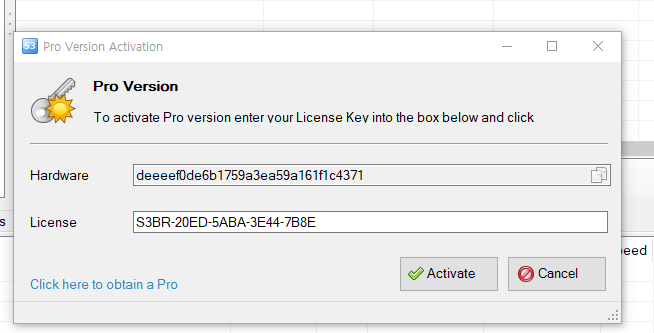 S3 Pro Version Activation
Pro Version
To activate Pro version enter your License Key into the box below and click
Hardware deeeef0de6b1759a3ea59a161f1c4371
s
License S3BR-20ED-5ABA-3E44-7B8E
peed
Activate Cancel
Click here to obtain a Pro